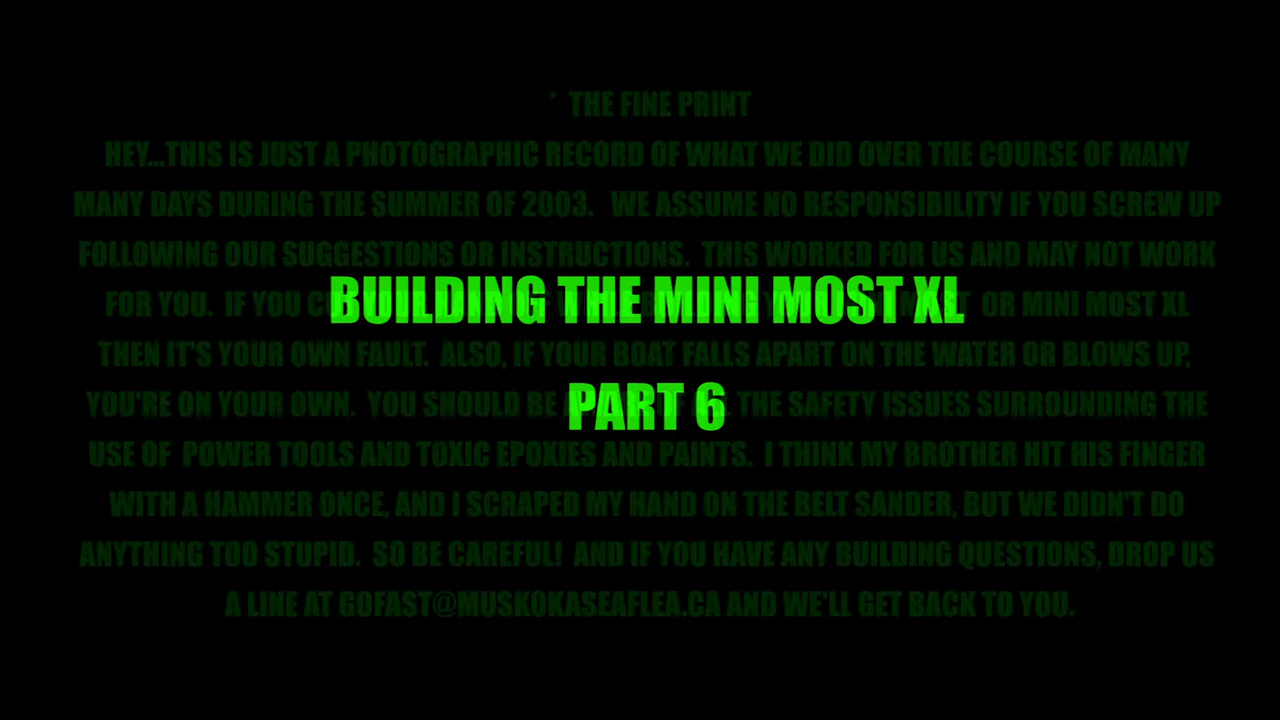 * THE FINE PRINT
HEY...THIS IS JUST A PHOTOGRAPHIC RECORD OF WHAT WE DID OVER THE COURSE OF MANY
MANY DAYS DURING THE SUMMER OF 2003. WE ASSUME NO RESPONSIBILITY IF YOU SCREW UP
FOLLOWING OUR SUGGESTIONS OR INSTRUCTIONS. THIS WORKED FOR US AND MAY NOT WORK
BUILDING THE MINI MOST XL
FOR YOU. IF YOU OR MINI MOST XL
THEN IT'S YOUR OWN FAULT. ALSO, IF YOUR BOAT FALLS APART ON THE WATER OR BLOWS UP,
PART 6
YOU'RE ON YOUR OWN. YOU SHOULD BE THE SAFETY ISSUES SURROUNDING THE
USE OF POWER TOOLS AND TOXIC EPOXIES AND PAINTS. I THINK MY BROTHER HIT HIS FINGER
WITH A HAMMER ONCE, AND I SCRAPED MY HAND ON THE BELT SANDER, BUT WE DIDN'T DO
ANYTHING TOO STUPID. SO BE CAREFUL! AND IF YOU HAVE ANY BUILDING QUESTIONS, DROP US
A LINE AT GOFAST@MUSKOKASEAFLEA.CA AND WE'LL GET BACK TO YOU.